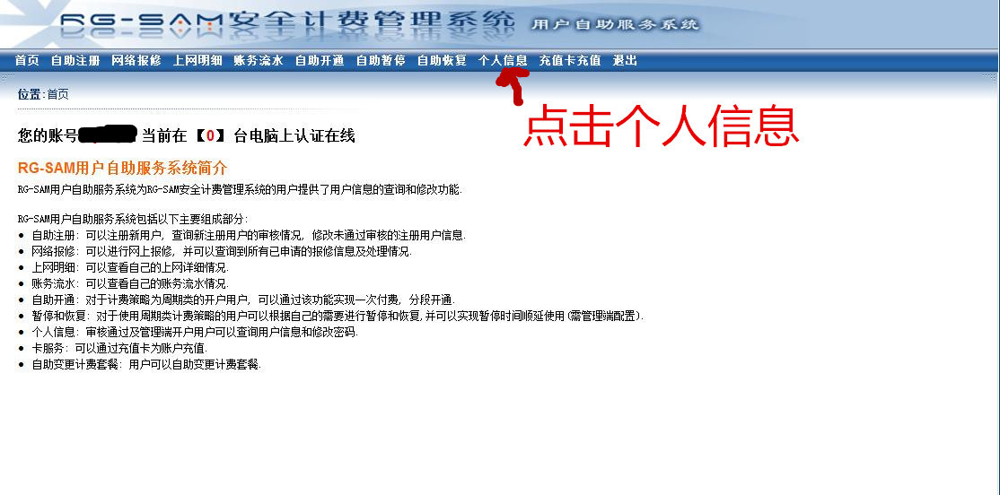 RG-SAM安全计费管理系统 用户自助服务系统
首页 自助注册 网络报修 上网明细 账务流水 自助开通 自助暂停 自助恢复 个人信息 充值卡充值 退出
位置:首页
点击个人信息
您的账号 当前在 【0】 台电脑上认证在线
RG-SAM用户自助服务系统简介
RG-SAM用户自助服务系统为RG-SAM安全计费管理系统的用户提供了用户信息的查询和修改功能.
RG-SAM用户自助服务系统包括以下主要组成部分:
● 自助注册: 可以注册新用户, 查询新注册用户的审核情况, 修改未通过审核的注册用户信息.
● 网络报修: 可以进行网上报修, 并可以查询到所有已申请的报修信息及处理情况.
● 上网明细: 可以查看自己的上网详细情况.
● 账务流水: 可以查看自己的账务流水情况.
● 自助开通: 对于计费策略为周期类的开户用户, 可以通过该功能实现一次付费, 分段开通.
● 暂停和恢复: 对于使用周期类计费策略的用户可以根据自己的需要进行暂停和恢复,并可以实现暂停时间顺延使用(需管理端配置).
● 个人信息: 审核通过及管理端开户用户可以查询用户信息和修改密码.
● 卡服务: 可以通过充值卡为账户充值.
● 自助变更计费套餐: 用户可以自助变更计费套餐.